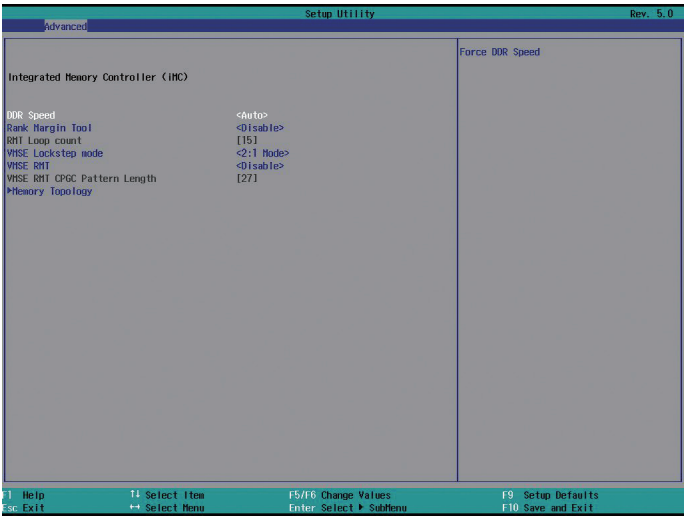 Setup Utility Rev. 5.0
Advanced
Force DDR Speed
Integrated Memory Controller (iMC)
DDR Speed <Auto>
Rank Margin Tool <Disable>
RMT Loop count [15]
VMSE Lockstep mode <2:1 Mode>
VMSE RMT <Disable>
VMSE RMT CPGC Pattern Length [27]
▶Memory Topology
F1 Help ↑↓ Select Item F5/F6 Change Values F9 Setup Defaults
Esc Exit ↔ Select Menu Enter Select ▶ SubMenu F10 Save and Exit